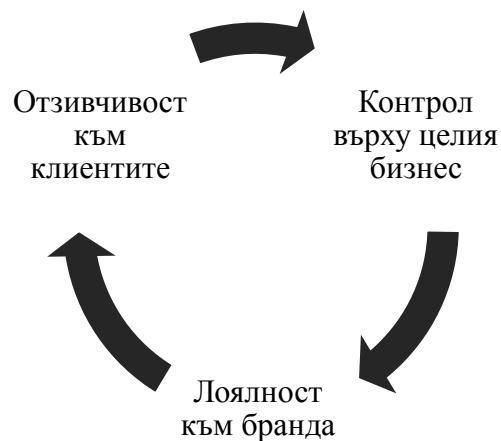 Отзивчивост
към
клиентите
Контрол
върху целия
бизнес
Лоялност
към бранда